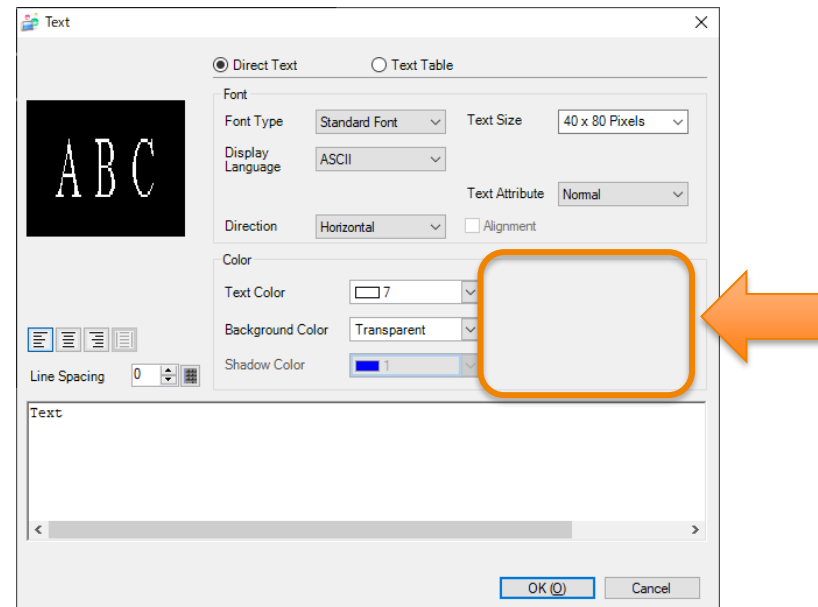 Text
Direct Text Text Table
Font
Font Type Standard Font Text Size 40 x 80 Pixels
Display Language ASCII
Text Attribute Normal
Direction Horizontal Alignment
ABC
Color
Text Color 7
Background Color Transparent
Shadow Color 1
Line Spacing 0
Text
OK (O) Cancel